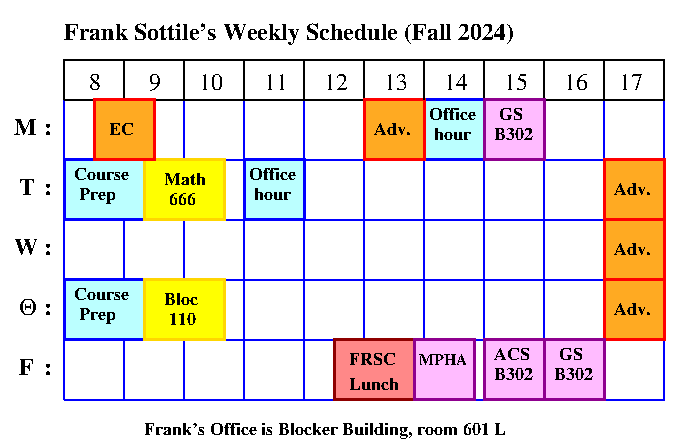 Frank Sottile's Weekly Schedule (Fall 2024)
8 9 10 11 12 13 14 15 16 17
M : EC Adv. Office hour GS B302
T : Course Prep Math 666 Office hour Adv.
W : Adv.
Θ : Course Prep Bloc 110 Adv.
F : FRSC Lunch MPHA ACS B302 GS B302
Frank's Office is Blocker Building, room 601 L